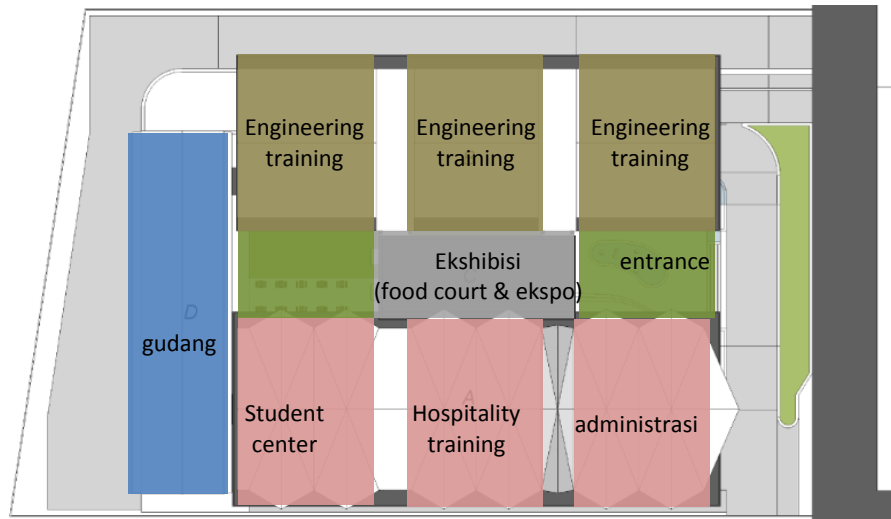 Engineering
training
Engineering
training
Engineering
training
Ekshibisi
(food court & ekspo)
entrance
D
gudang
Student
center
A
Hospitality
training
administrasi